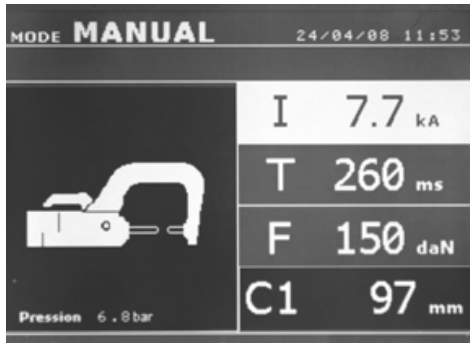 MODE MANUAL 24/04/08 11:53
I 7.7 kA
T 260 ms
F 150 daN
C1 97 mm
Pression 6.8bar